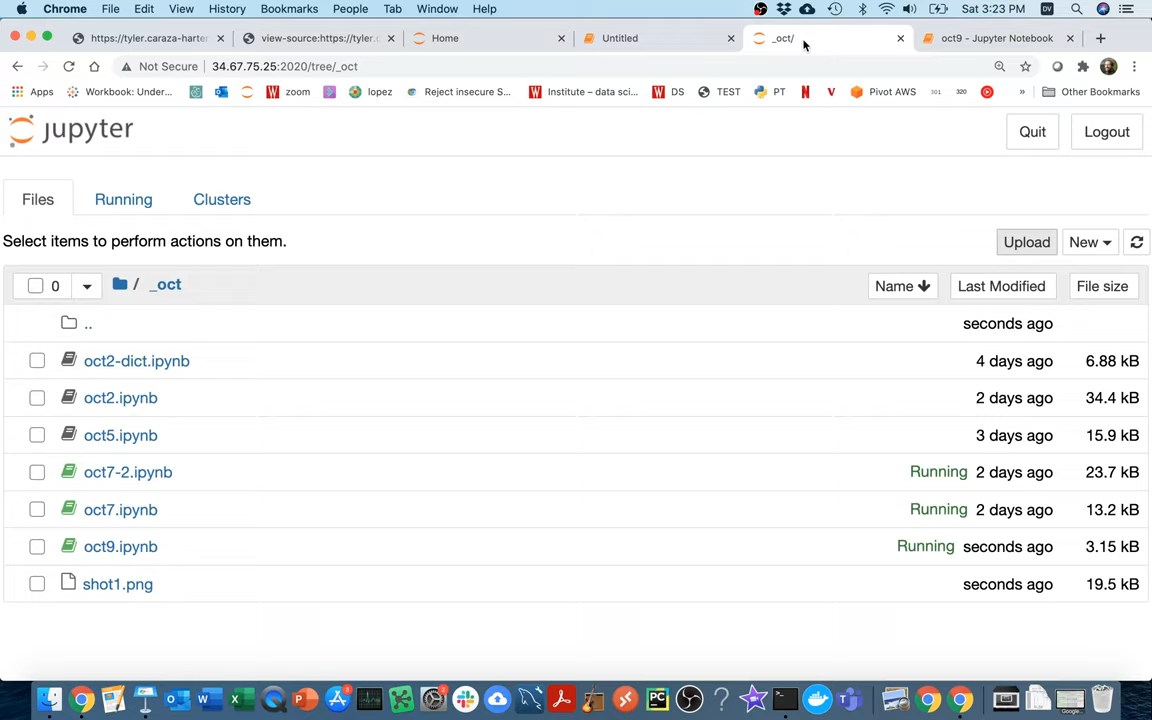 Chrome File Edit View History Bookmarks People Tab Window Help Sat 3:23 PM DV
https://tyler.caraza-harter view-source:https://tyler.c Home Untitled _oct/ oct9 - Jupyter Notebook
Not Secure 34.67.75.25:2020/tree/_oct
Apps Workbook: Under... W zoom lopez Reject insecure S... Institute – data sci... W DS TEST PT N V Pivot AWS 101 320 » Other Bookmarks
jupyter Quit Logout
Files Running Clusters
Select items to perform actions on them. Upload New
0 / _oct Name Last Modified File size
.. seconds ago
oct2-dict.ipynb 4 days ago 6.88 kB
oct2.ipynb 2 days ago 34.4 kB
oct5.ipynb 3 days ago 15.9 kB
oct7-2.ipynb Running 2 days ago 23.7 kB
oct7.ipynb Running 2 days ago 13.2 kB
oct9.ipynb Running seconds ago 3.15 kB
shot1.png seconds ago 19.5 kB